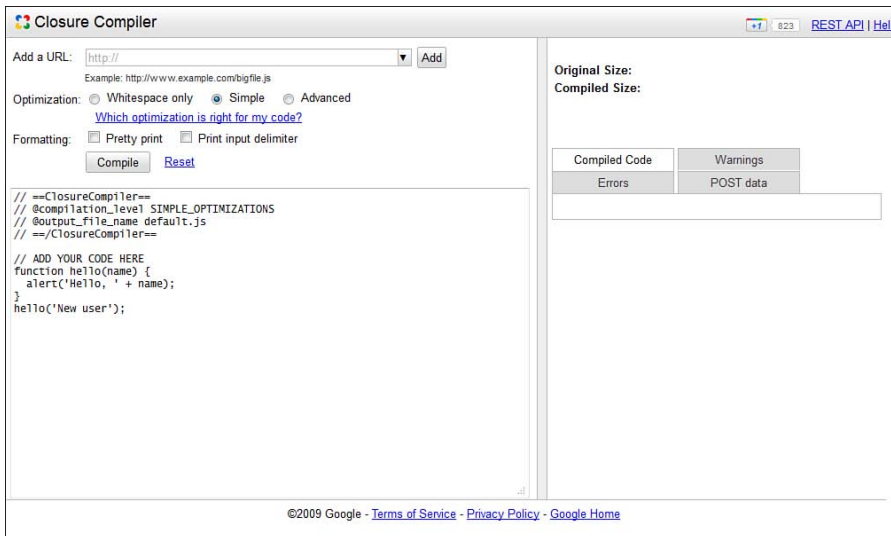 Closure Compiler
+1 823 REST API | Hel
Add a URL: http:// Add
Example: http://www.example.com/bigfile.js
Optimization: Whitespace only Simple Advanced
Which optimization is right for my code?
Formatting: Pretty print Print input delimiter
Compile Reset
// ==ClosureCompiler==
// @compilation_level SIMPLE_OPTIMIZATIONS
// @output_file_name default.js
// ==/ClosureCompiler==
// ADD YOUR CODE HERE
function hello(name) {
alert('Hello, ' + name);
}
hello('New user');
Original Size:
Compiled Size:
Compiled Code Warnings
Errors POST data
©2009 Google - Terms of Service - Privacy Policy - Google Home